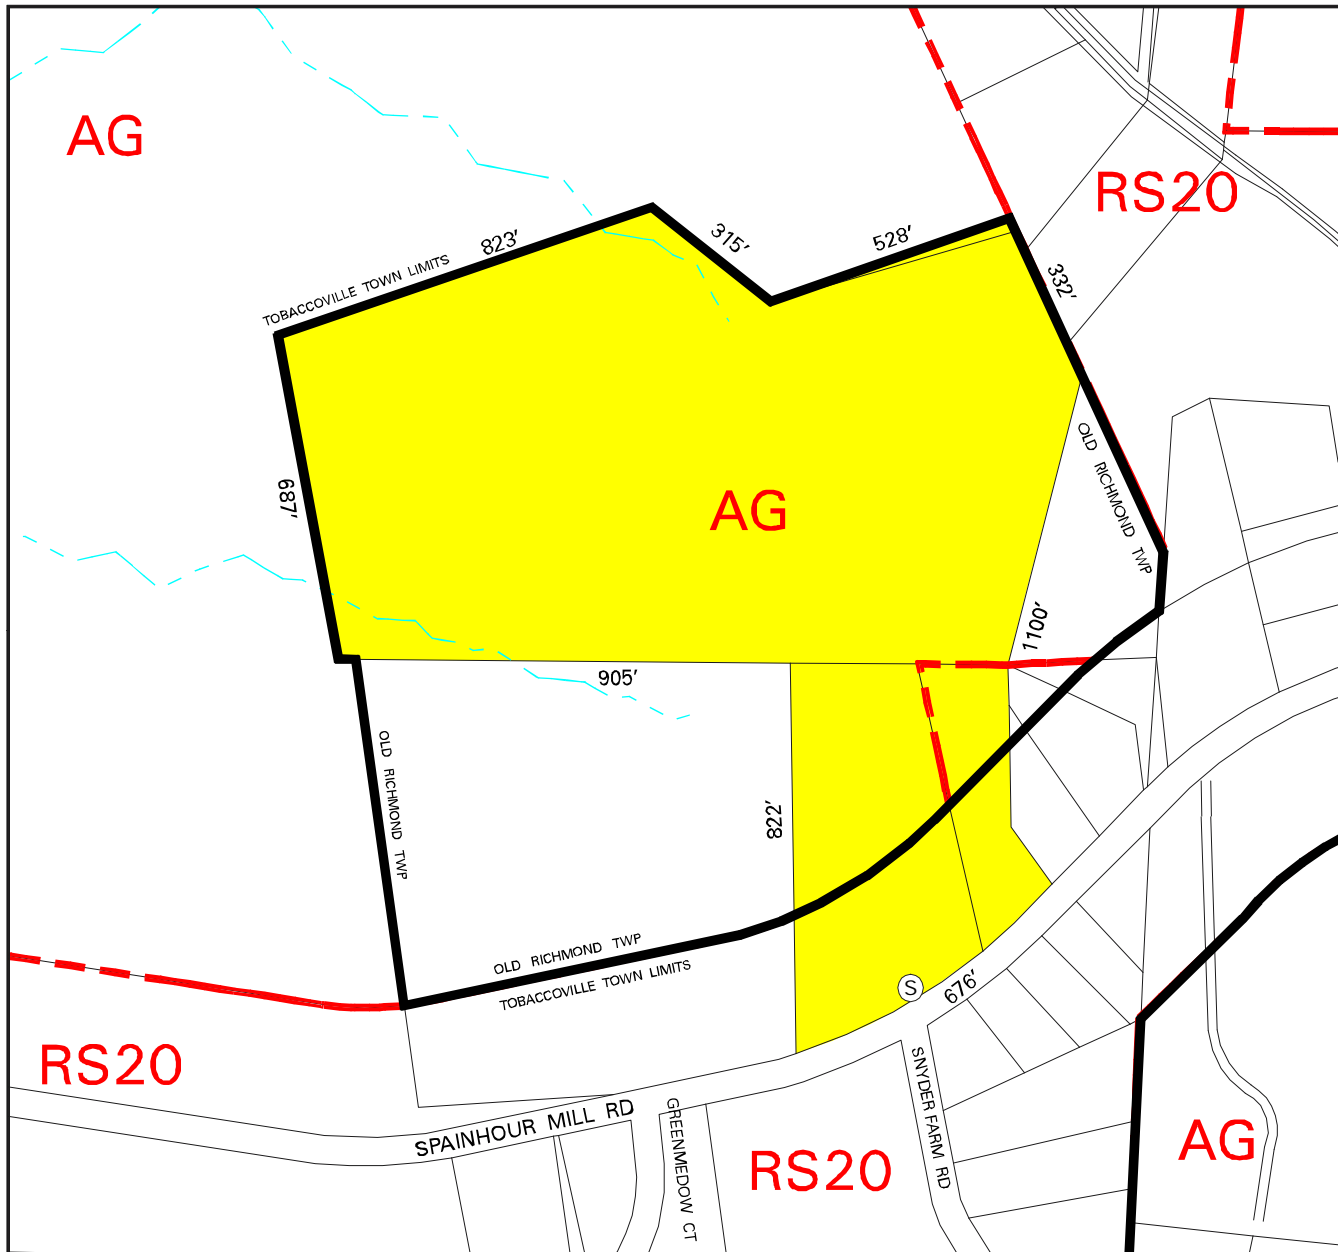 AG
RS20
823′
315′
528′
TOBACCOVILLE TOWN LIMITS
332′
687′
AG
OLD RICHMOND TWP
1100′
905′
OLD RICHMOND TWP
822′
OLD RICHMOND TWP
TOBACCOVILLE TOWN LIMITS
S
676′
RS20
SPAINHOUR MILL RD
GREENMEDOW CT
SNYDER FARM RD
RS20
AG